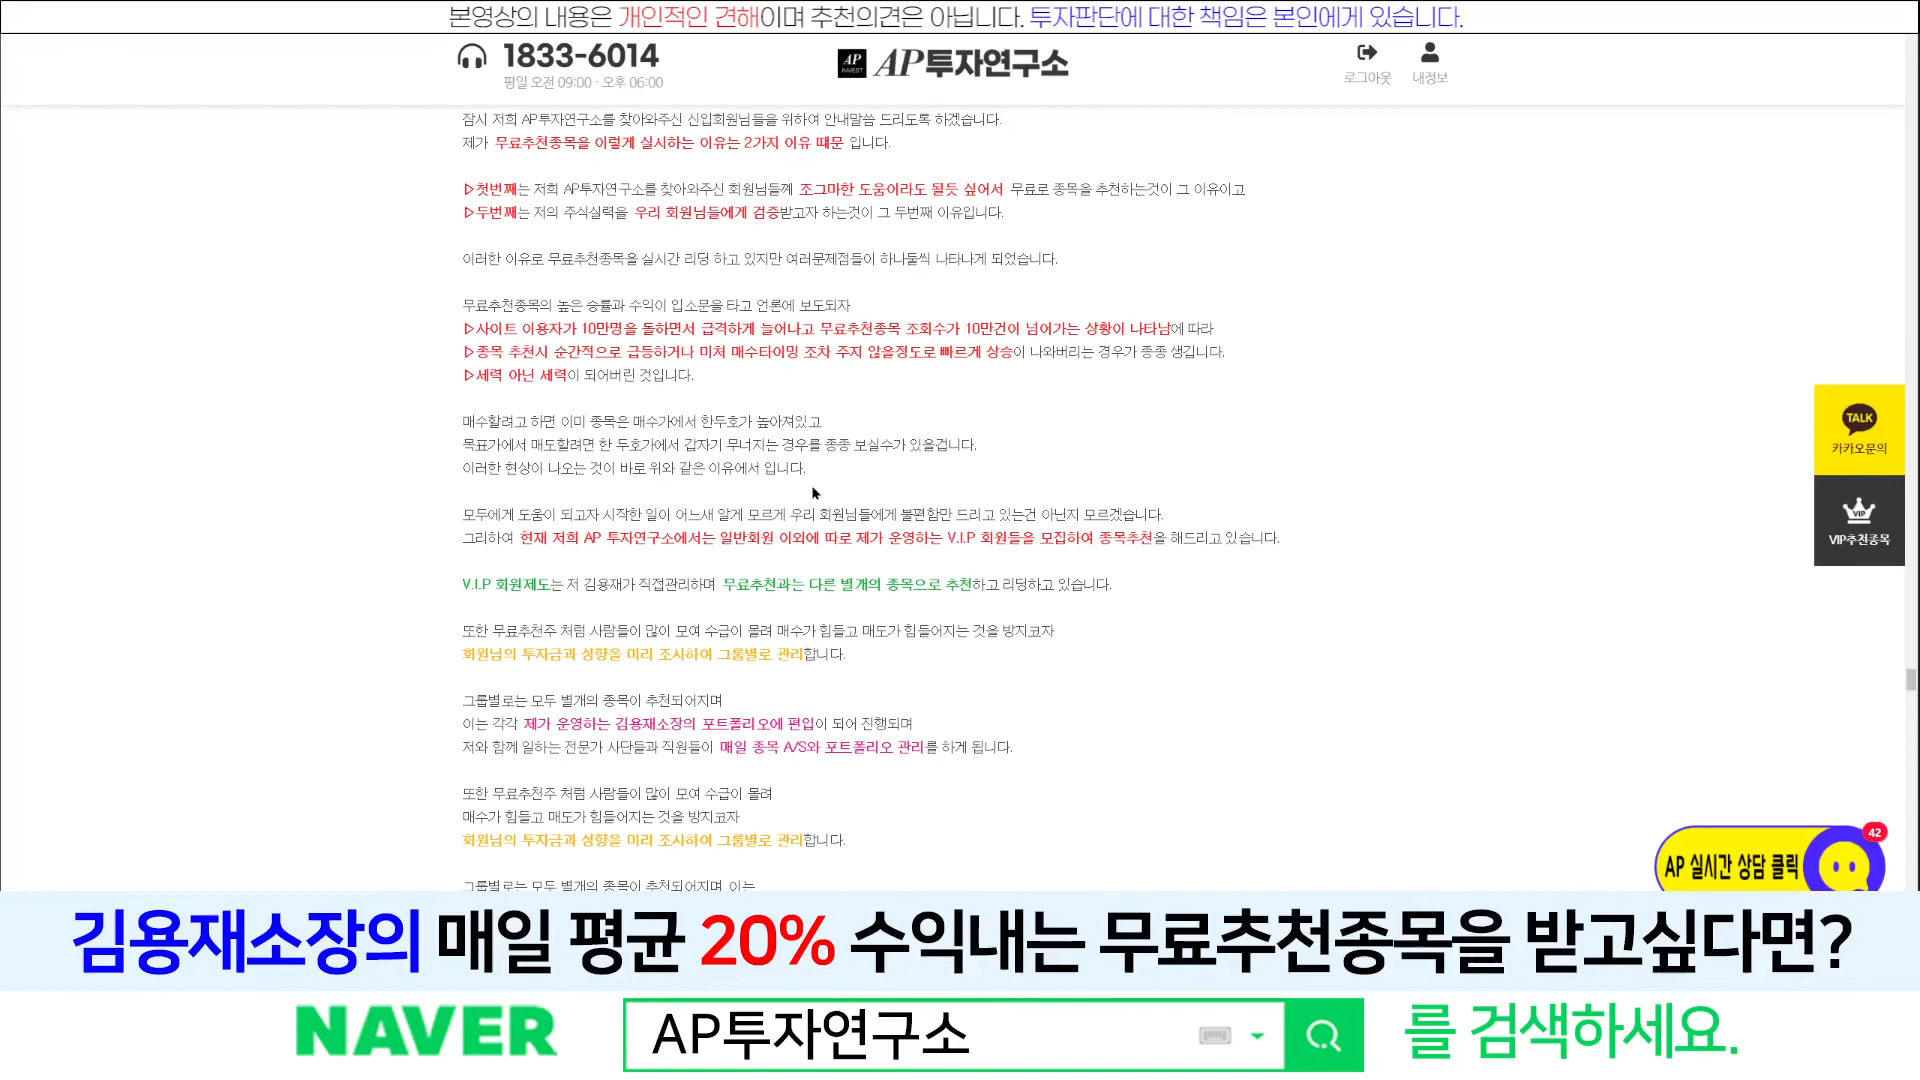 본영상의 내용은 개인적인 견해이며 추천의견은 아닙니다. 투자판단에 대한 책임은 본인에게 있습니다.
1833-6014
평일 오전 09:00 - 오후 06:00
AP INVEST AP투자연구소
로그아웃 내정보
잠시 저희 AP투자연구소를 찾아와주신 신입회원님들을 위하여 안내말씀 드리도록 하겠습니다.
제가 무료추천종목을 이렇게 실시하는 이유는 2가지 이유 때문 입니다.
▷첫번째는 저희 AP투자연구소를 찾아와주신 회원님들께 조그마한 도움이라도 될듯 싶어서 무료로 종목을 추천하는것이 그 이유이고
▷두번째는 저의 주식실력을 우리 회원님들에게 검증받고자 하는것이 그 두번째 이유입니다.
이러한 이유로 무료추천종목을 실시간 리딩 하고 있지만 여러문제점들이 하나둘씩 나타나게 되었습니다.
무료추천종목의 높은 승률과 수익이 입소문을 타고 언론에 보도되자
▷사이트 이용자가 10만명을 돌하면서 급격하게 늘어나고 무료추천종목 조회수가 10만건이 넘어가는 상황이 나타남에 따라
▷종목 추천시 순간적으로 급등하거나 미처 매수타이밍 조차 주지 않을정도로 빠르게 상승이 나와버리는 경우가 종종 생깁니다.
▷세력 아닌 세력이 되어버린 것입니다.
매수할려고 하면 이미 종목은 매수가에서 한두호가 높아져있고
목표가에서 매도할려면 한 두호가에서 갑자기 무너지는 경우를 종종 보실수가 있을겁니다.
이러한 현상이 나오는 것이 바로 위와 같은 이유에서 입니다.
모두에게 도움이 되고자 시작한 일이 어느새 알게 모르게 우리 회원님들에게 불편함만 드리고 있는건 아닌지 모르겠습니다.
그리하여 현재 저희 AP 투자연구소에서는 일반회원 이외에 따로 제가 운영하는 V.I.P 회원들을 모집하여 종목추천을 해드리고 있습니다.
V.I.P 회원제도는 저 김용재가 직접관리하며 무료추천과는 다른 별개의 종목으로 추천하고 리딩하고 있습니다.
또한 무료추천주 처럼 사람들이 많이 모여 수급이 몰려 매수가 힘들고 매도가 힘들어지는 것을 방지코자
회원님의 투자금과 성향을 미리 조사하여 그룹별로 관리합니다.
그룹별로는 모두 별개의 종목이 추천되어지며
이는 각각 제가 운영하는 김용재소장의 포트폴리오에 편입이 되어 진행되며
저와 함께 일하는 전문가 사단들과 직원들이 매일 종목 A/S와 포트폴리오 관리를 하게 됩니다.
또한 무료추천주 처럼 사람들이 많이 모여 수급이 몰려
매수가 힘들고 매도가 힘들어지는 것을 방지코자
회원님의 투자금과 성향을 미리 조사하여 그룹별로 관리합니다.
그룹별로는 모두 별개의 종목이 추천되어지며 이는
TALK
카카오문의
VIP
VIP추천종목
42
AP 실시간 상담 클릭
김용재소장의 매일 평균 20% 수익내는 무료추천종목을 받고싶다면?
NAVER AP투자연구소 를 검색하세요.